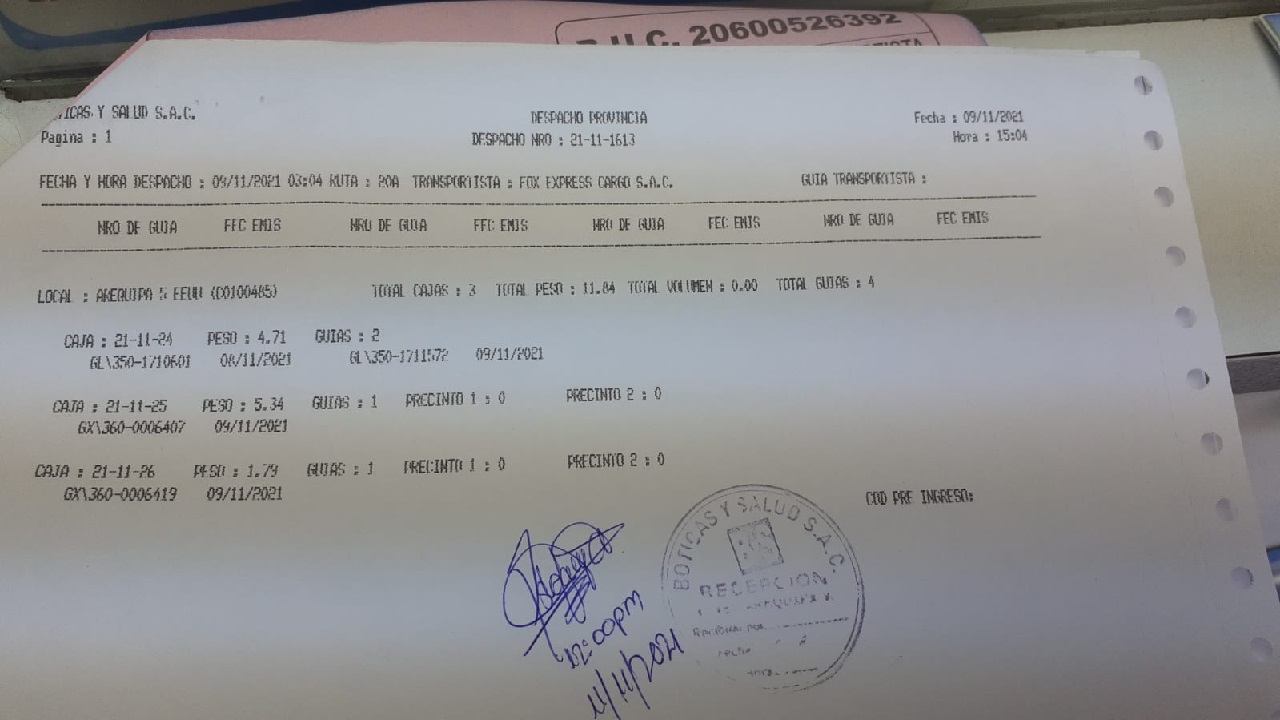 R.U.C. 20600526392
TICAS Y SALUD S.A.C. DESPACHO PROVINCIA Fecha : 09/11/2021
Pagina : 1 DESPACHO NRO : 21-11-1613 Hora : 15:04
FECHA Y HORA DESPACHO : 09/11/2021 03:04 RUTA : 20A TRANSPORTISTA : FOX EXPRESS CARGO S.A.C. GUIA TRANSPORTISTA :
NRO DE GUIA FEC EMIS NRO DE GUIA FEC EMIS NRO DE GUIA FEC EMIS NRO DE GUIA FEC EMIS
LOCAL : AREQUIPA 5 EEUU (C0100485) TOTAL CAJAS : 3 TOTAL PESO : 11.84 TOTAL VOLUMEN : 0.00 TOTAL GUIAS : 4
CAJA : 21-11-24 PESO : 4.71 GUIAS : 2
GL\350-1710601 08/11/2021 GL\350-1711572 09/11/2021
CAJA : 21-11-25 PESO : 5.34 GUIAS : 1 PRECINTO 1 : 0 PRECINTO 2 : 0
GX\360-0006407 09/11/2021
CAJA : 21-11-26 PESO : 1.79 GUIAS : 1 PRECINTO 1 : 0 PRECINTO 2 : 0
GX\360-0006419 09/11/2021
COD PRE INGRESO:
BOTICAS Y SALUD S.A.C.
RECEPCION
12:00pm
11/11/2021